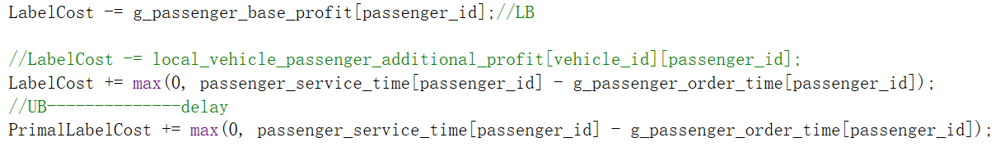 LabelCost -= g_passenger_base_profit[passenger_id];//LB
//LabelCost -= local_vehicle_passenger_additional_profit[vehicle_id][passenger_id];
LabelCost += max(0, passenger_service_time[passenger_id] - g_passenger_order_time[passenger_id]);
//UB--------------delay
PrimalLabelCost += max(0, passenger_service_time[passenger_id] - g_passenger_order_time[passenger_id]);